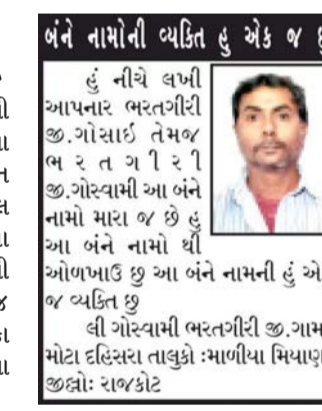 બંને નામોની વ્યકિત હુ એક જ છુ
હું નીચે લખી
આપનાર ભરતગીરી
જી.ગોસાઇ તેમજ
ભ ર ત ગી રી
જી.ગોસ્વામી આ બંને
નામો મારા જ છે હુ
આ બંને નામો થી
ઓળખાઉ છુ આ બંને નામની હું એ
જ વ્યકિત છુ
લી ગોસ્વામી ભરતગીરી જી.ગામ
મોટા દહિસરા તાલુકો :માળીયા મિયાણ
જીલ્લોઃ રાજકોટ